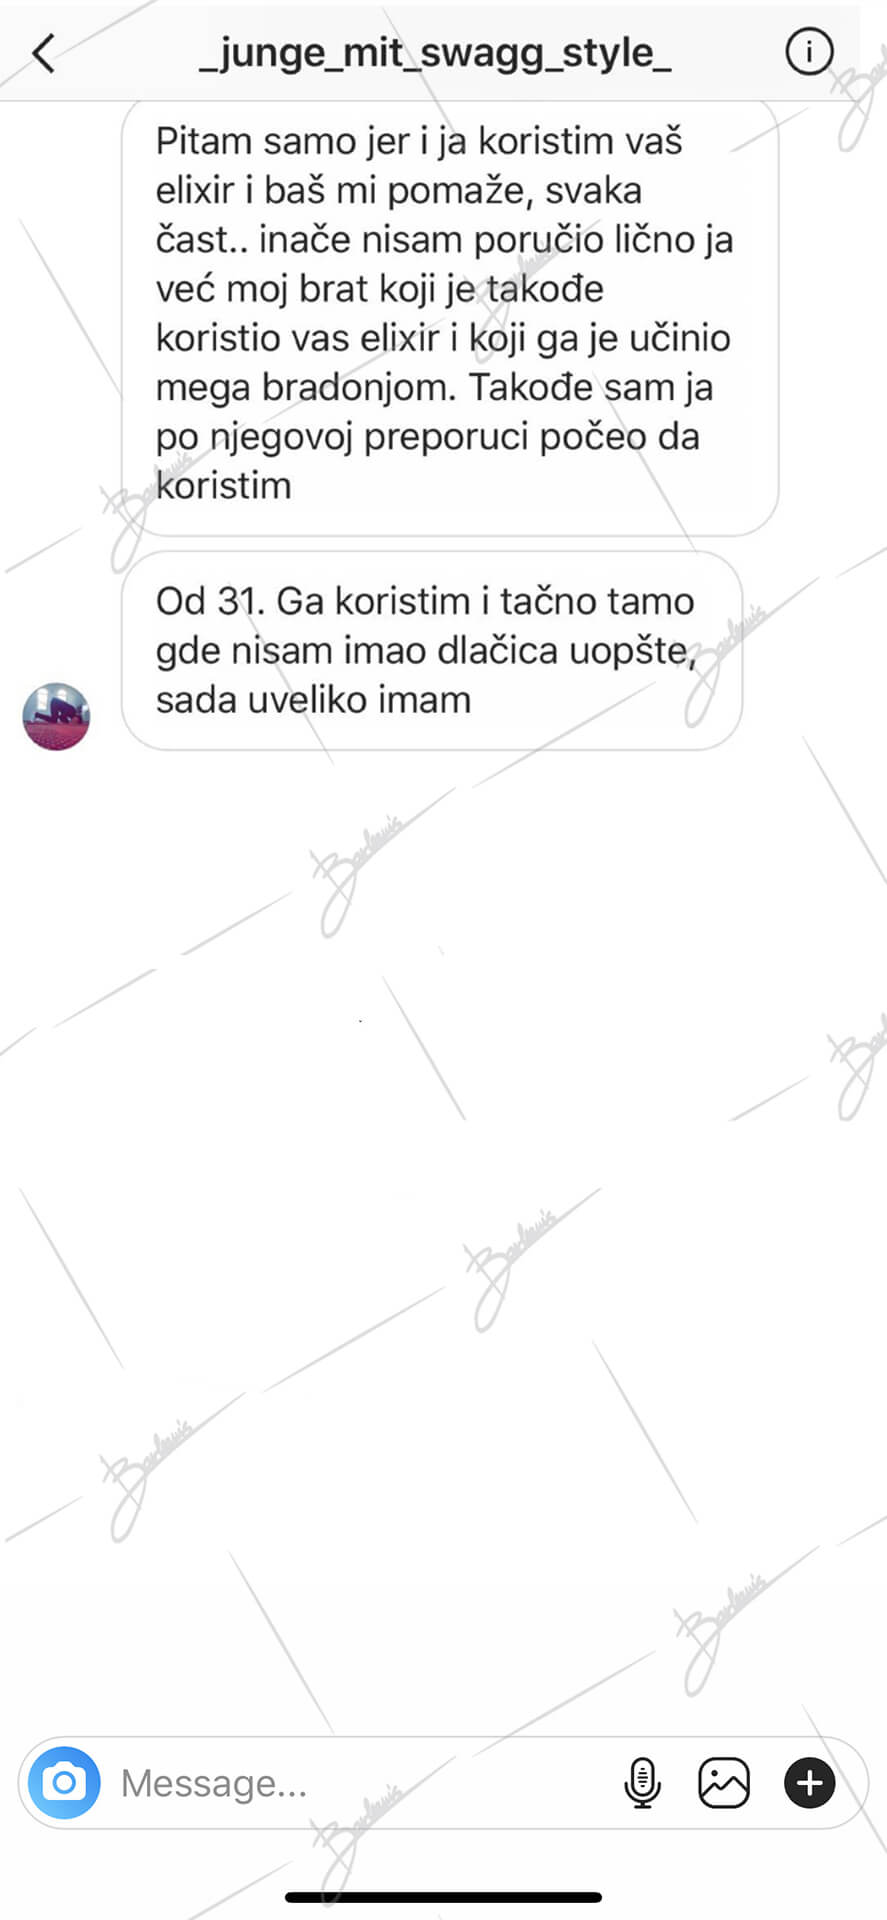 _junge_mit_swagg_style_
Pitam samo jer i ja koristim vaš
elixir i baš mi pomaže, svaka
čast.. inače nisam poručio lično ja
već moj brat koji je takođe
koristio vas elixir i koji ga je učinio
mega bradonjom. Takođe sam ja
po njegovoj preporuci počeo da
koristim
Od 31. Ga koristim i tačno tamo
gde nisam imao dlačica uopšte,
sada uveliko imam
Message...